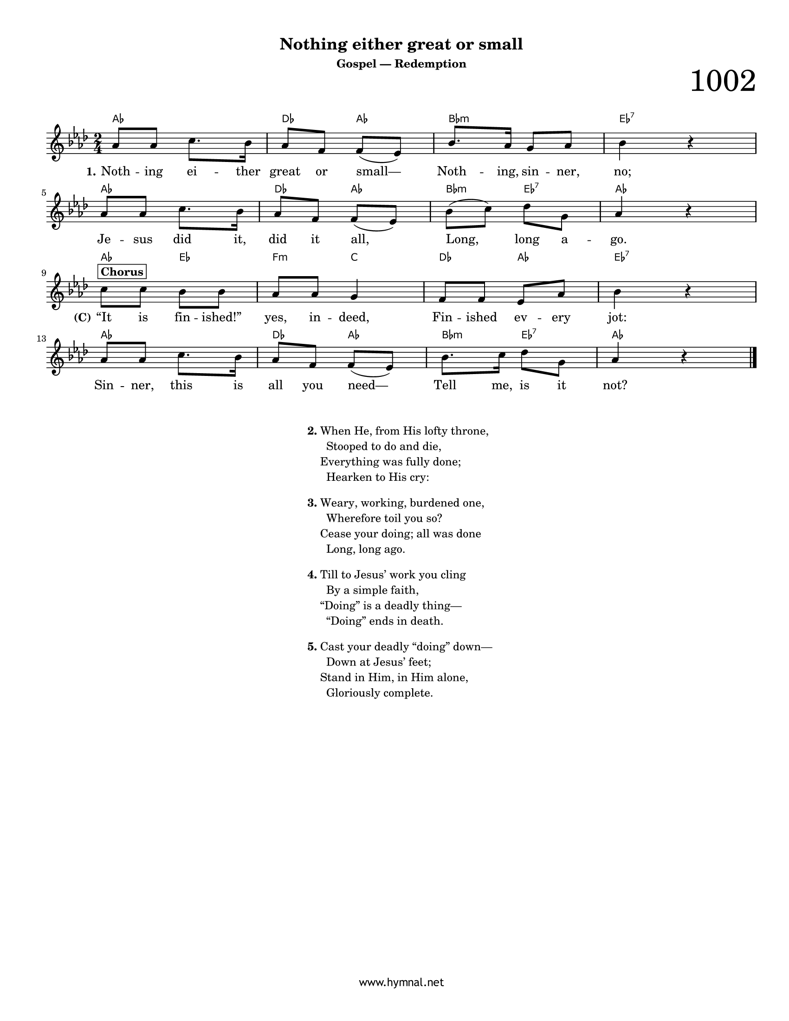 Nothing either great or small
Gospel — Redemption
1002
A♭ D♭ A♭ B♭m E♭7
2
4
1. Noth - ing ei - ther great or small— Noth - ing, sin - ner, no;
5
A♭ D♭ A♭ B♭m E♭7 A♭
Je - sus did it, did it all, Long, long a - go.
A♭ E♭ Fm C D♭ A♭ E♭7
9
Chorus
(C) “It is fin - ished!” yes, in - deed, Fin - ished ev - ery jot:
13
A♭ D♭ A♭ B♭m E♭7 A♭
Sin - ner, this is all you need— Tell me, is it not?
2. When He, from His lofty throne,
Stooped to do and die,
Everything was fully done;
Hearken to His cry:
3. Weary, working, burdened one,
Wherefore toil you so?
Cease your doing; all was done
Long, long ago.
4. Till to Jesus’ work you cling
By a simple faith,
“Doing” is a deadly thing—
“Doing” ends in death.
5. Cast your deadly “doing” down—
Down at Jesus’ feet;
Stand in Him, in Him alone,
Gloriously complete.
www.hymnal.net